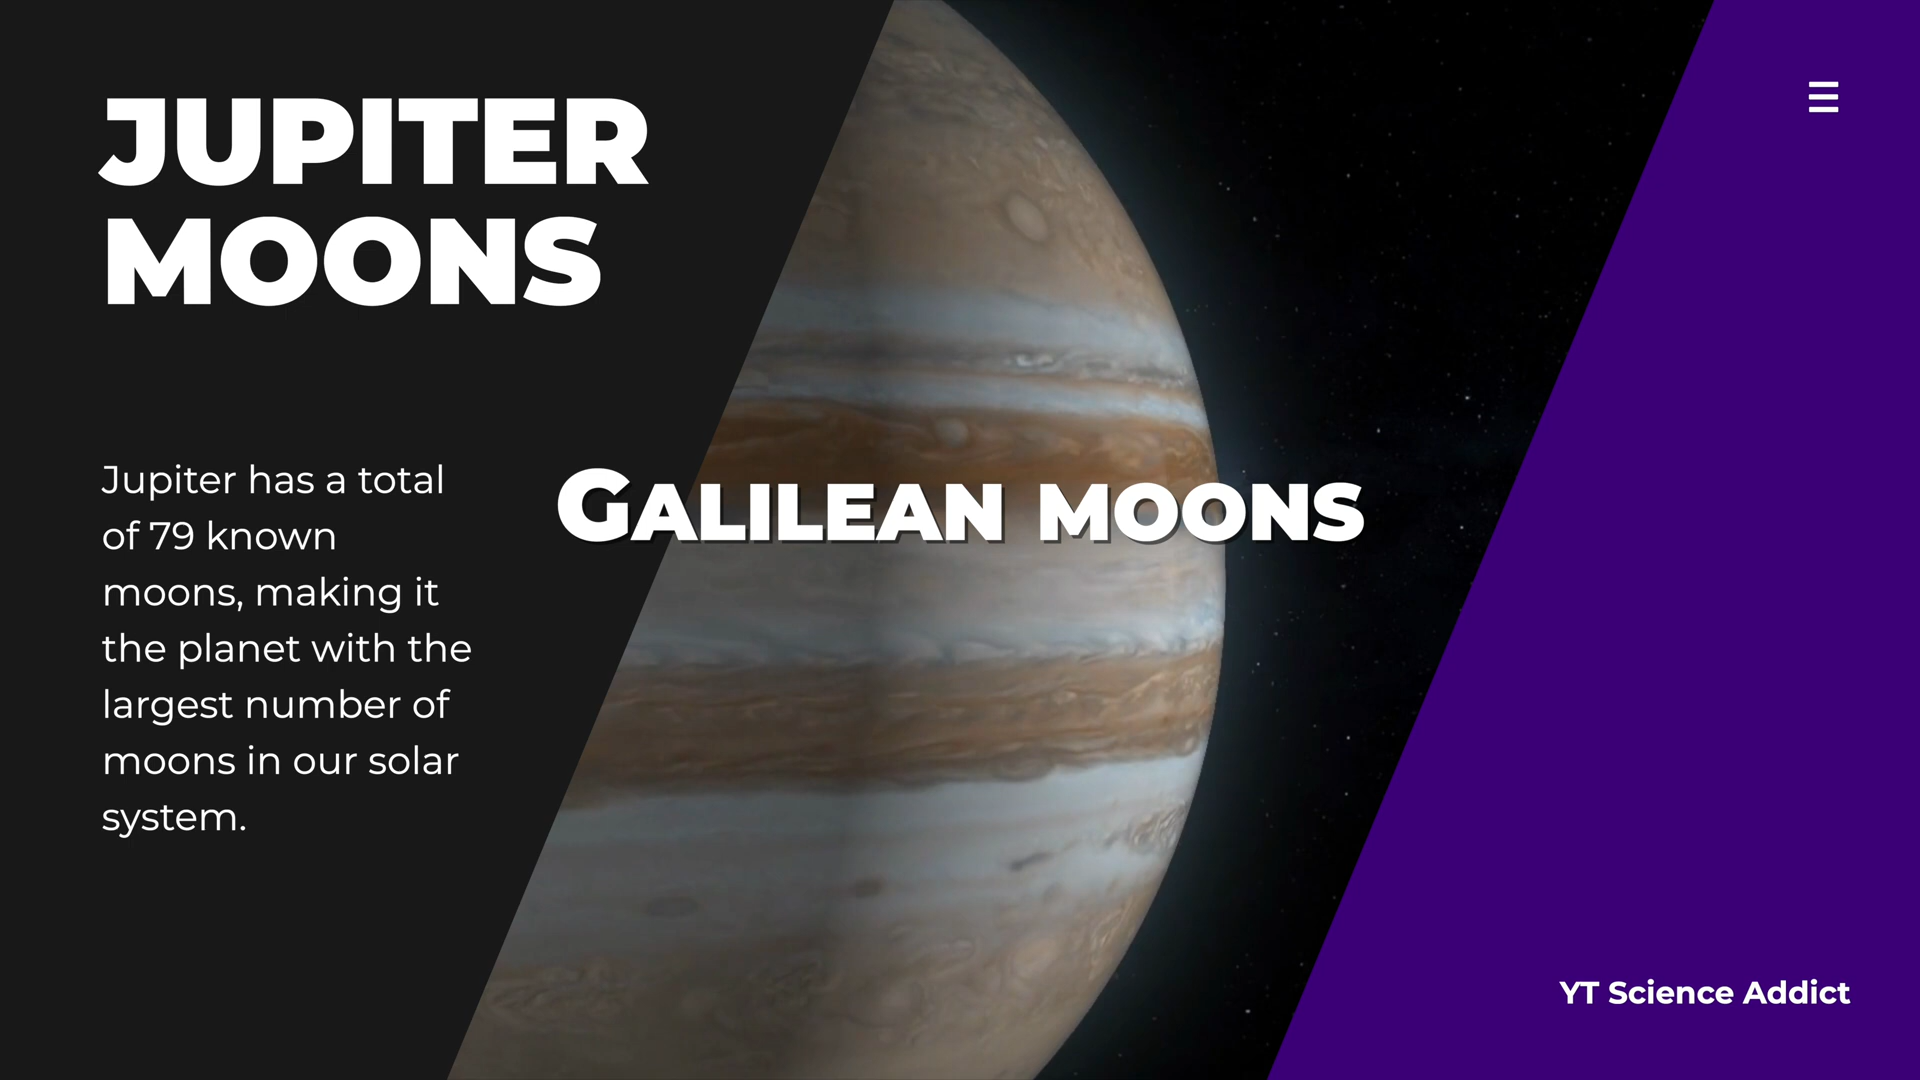 JUPITER
MOONS
Jupiter has a total
of 79 known
moons, making it
the planet with the
largest number of
moons in our solar
system.
Galilean moons
YT Science Addict